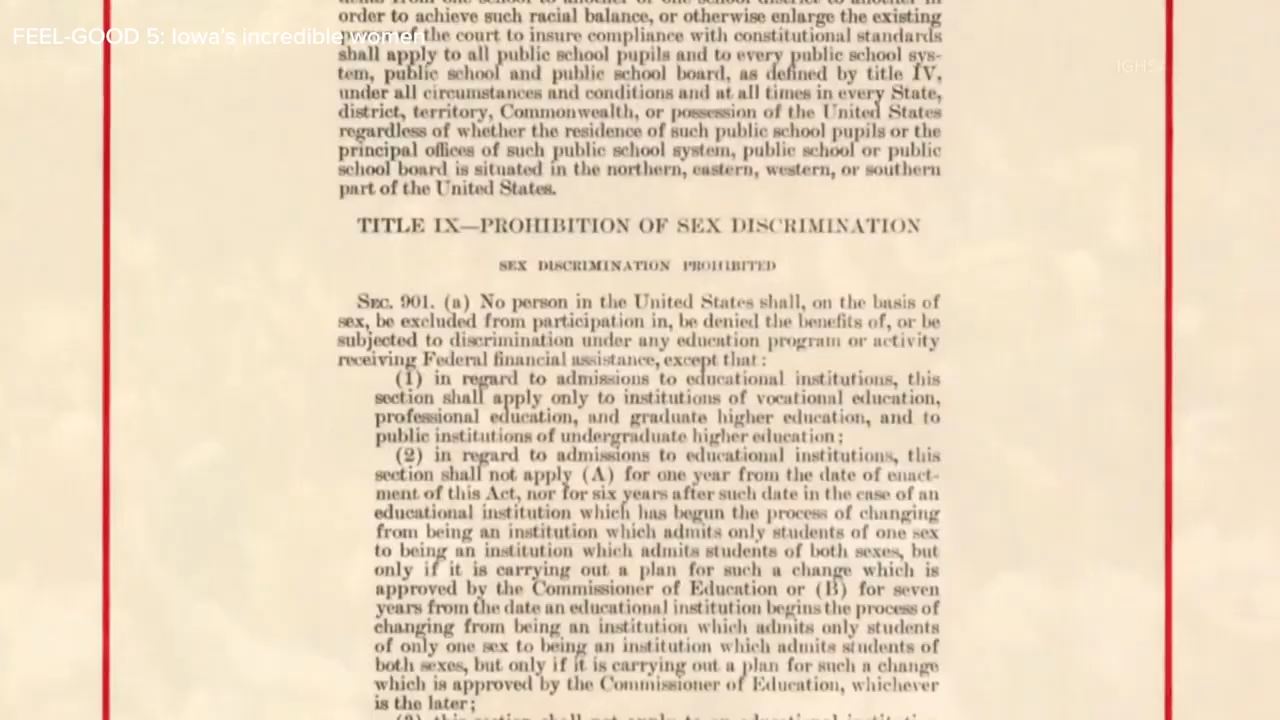 FEEL-GOOD 5: Iowa's incredible women
order to achieve such racial balance, or otherwise enlarge the existing
of the court to insure compliance with constitutional standards
shall apply to all public school pupils and to every public school sys-
tem, public school and public school board, as defined by title IV,
under all circumstances and conditions and at all times in every State,
district, territory, Commonwealth, or possession of the United States
regardless of whether the residence of such public school pupils or the
principal offices of such public school system, public school or public
school board is situated in the northern, eastern, western, or southern
part of the United States.
TITLE IX—PROHIBITION OF SEX DISCRIMINATION
SEX DISCRIMINATION PROHIBITED
SEC. 901. (a) No person in the United States shall, on the basis of
sex, be excluded from participation in, be denied the benefits of, or be
subjected to discrimination under any education program or activity
receiving Federal financial assistance, except that:
(1) in regard to admissions to educational institutions, this
section shall apply only to institutions of vocational education,
professional education, and graduate higher education, and to
public institutions of undergraduate higher education;
(2) in regard to admissions to educational institutions, this
section shall not apply (A) for one year from the date of enact-
ment of this Act, nor for six years after such date in the case of an
educational institution which has begun the process of changing
from being an institution which admits only students of one sex
to being an institution which admits students of both sexes, but
only if it is carrying out a plan for such a change which is
approved by the Commissioner of Education or (B) for seven
years from the date an educational institution begins the process of
changing from being an institution which admits only students
of only one sex to being an institution which admits students of
both sexes, but only if it is carrying out a plan for such a change
which is approved by the Commissioner of Education, whichever
is the later;